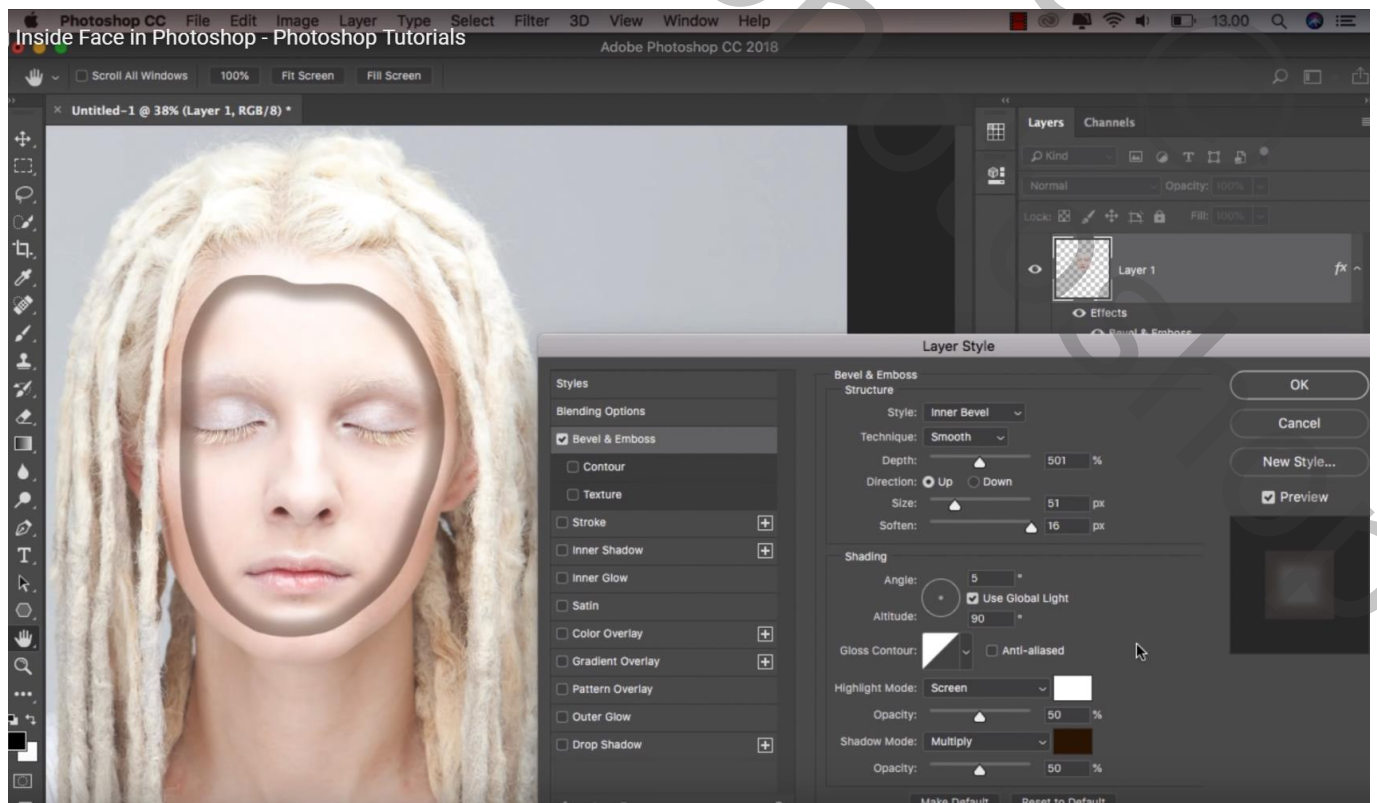 Photoshop CC File Edit Image Layer Type Select Filter 3D View Window Help 13.00
Inside Face in Photoshop - Photoshop Tutorials
Adobe Photoshop CC 2018
Scroll All Windows 100% Fit Screen Fill Screen
× Untitled-1 @ 38% (Layer 1, RGB/8) *
Layers Channels
Kind
Normal Opacity: 100%
Lock: Fill: 100%
Layer 1 fx
Effects
Bevel & Emboss
Layer Style
Styles
Blending Options
Bevel & Emboss
Contour
Texture
Stroke
Inner Shadow
Inner Glow
Satin
Color Overlay
Gradient Overlay
Pattern Overlay
Outer Glow
Drop Shadow
Bevel & Emboss
Structure
Style: Inner Bevel
Technique: Smooth
Depth: 501 %
Direction: Up Down
Size: 51 px
Soften: 16 px
Shading
Angle: 5 °
Use Global Light
Altitude: 90 °
Gloss Contour: Anti-aliased
Highlight Mode: Screen
Opacity: 50 %
Shadow Mode: Multiply
Opacity: 50 %
Make Default Reset to Default
OK
Cancel
New Style...
Preview